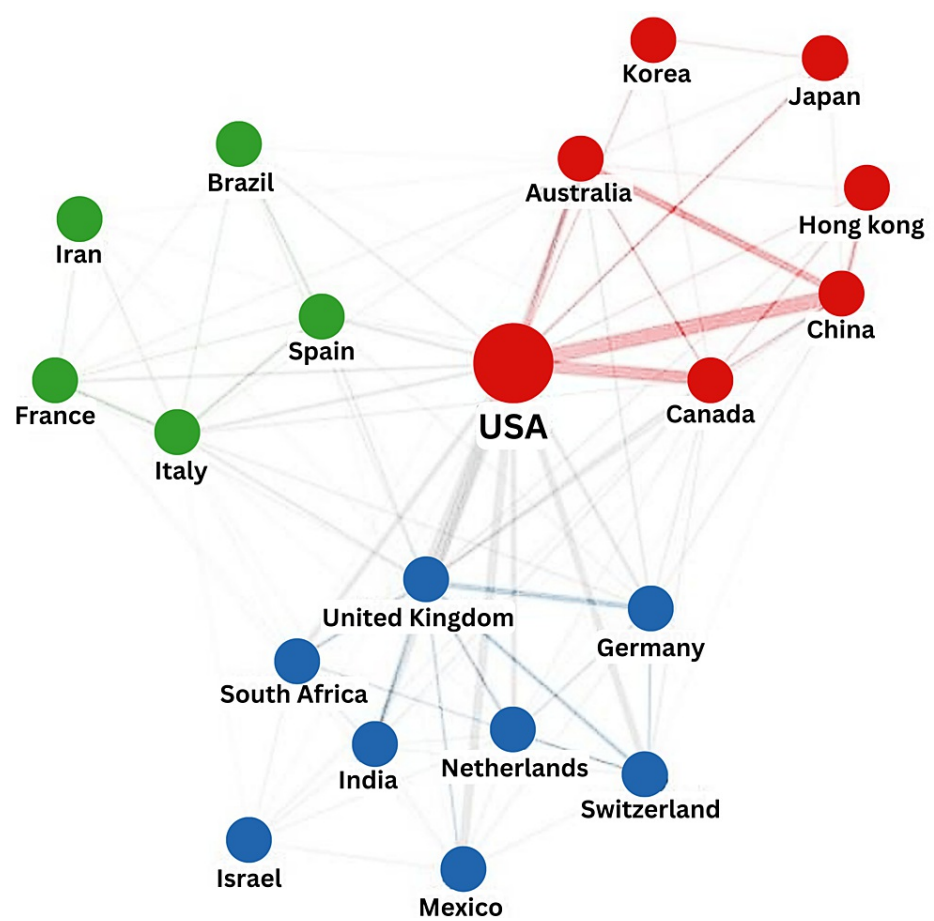 Korea
Japan
Brazil
Australia
Hong kong
Iran
China
Spain
France
Canada
USA
Italy
United Kingdom
Germany
South Africa
Netherlands
India
Switzerland
Israel
Mexico